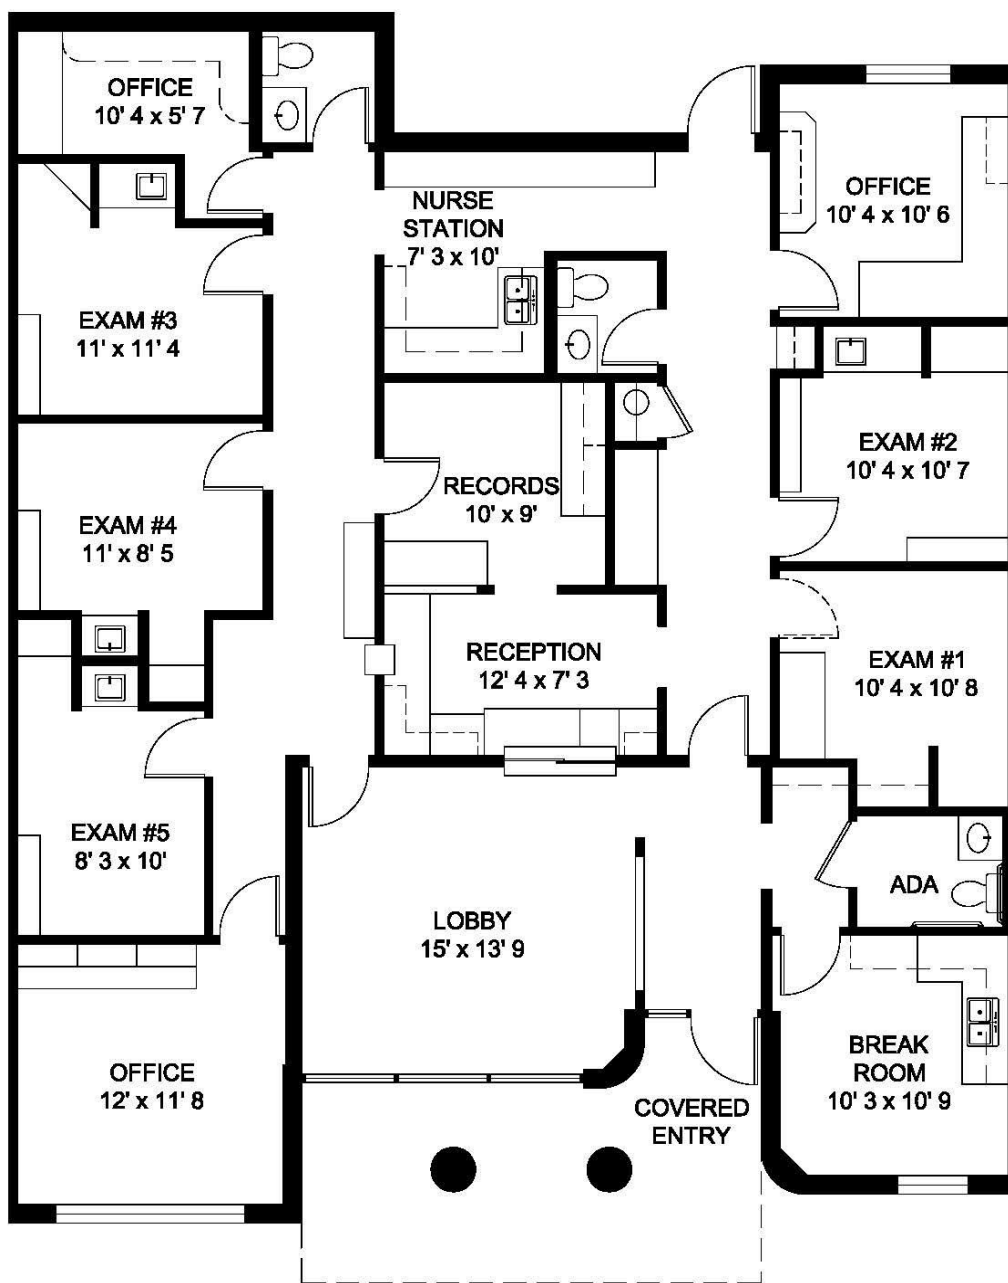 OFFICE
10' 4 x 5' 7
NURSE
STATION
7' 3 x 10'
OFFICE
10' 4 x 10' 6
EXAM #3
11' x 11' 4
EXAM #2
10' 4 x 10' 7
RECORDS
10' x 9'
EXAM #4
11' x 8' 5
RECEPTION
12' 4 x 7' 3
EXAM #1
10' 4 x 10' 8
EXAM #5
8' 3 x 10'
ADA
LOBBY
15' x 13' 9
OFFICE
12' x 11' 8
BREAK
ROOM
10' 3 x 10' 9
COVERED
ENTRY